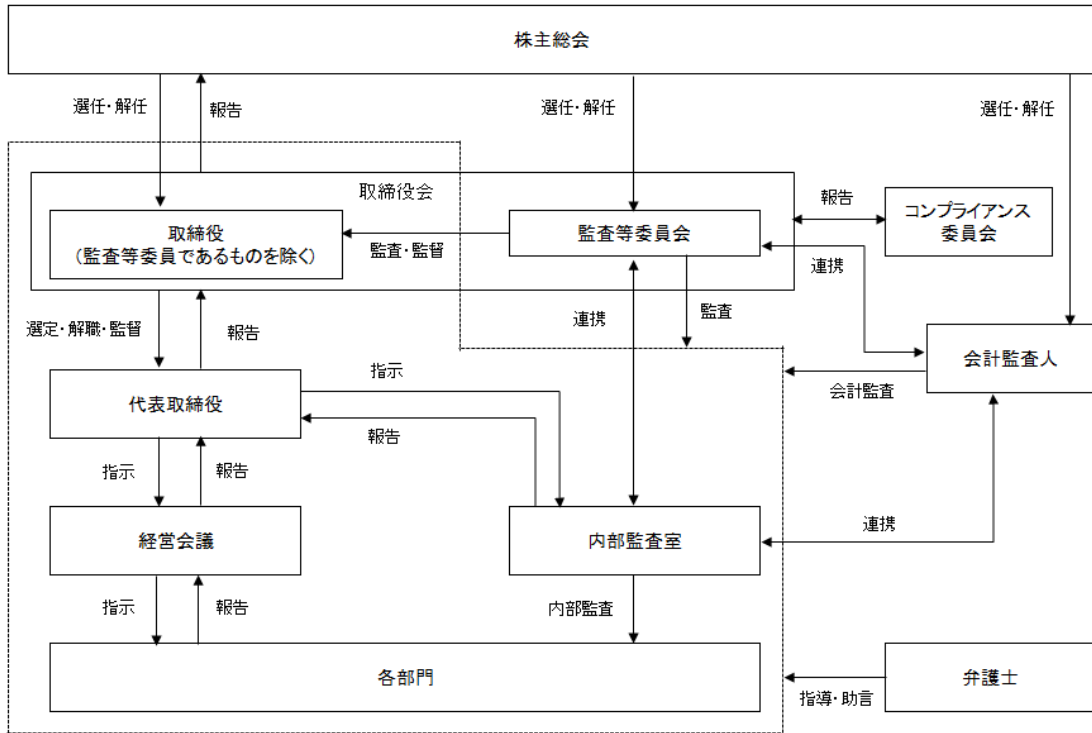 株主総会
選任・解任
報告
選任・解任
選任・解任
取締役会
取締役
(監査等委員であるものを除く)
監査・監督
監査等委員会
報告
コンプライアンス
委員会
連携
選定・解職・監督
報告
連携
監査
会計監査人
会計監査
代表取締役
指示
報告
指示
報告
経営会議
内部監査室
連携
指示
報告
内部監査
各部門
指導・助言
弁護士